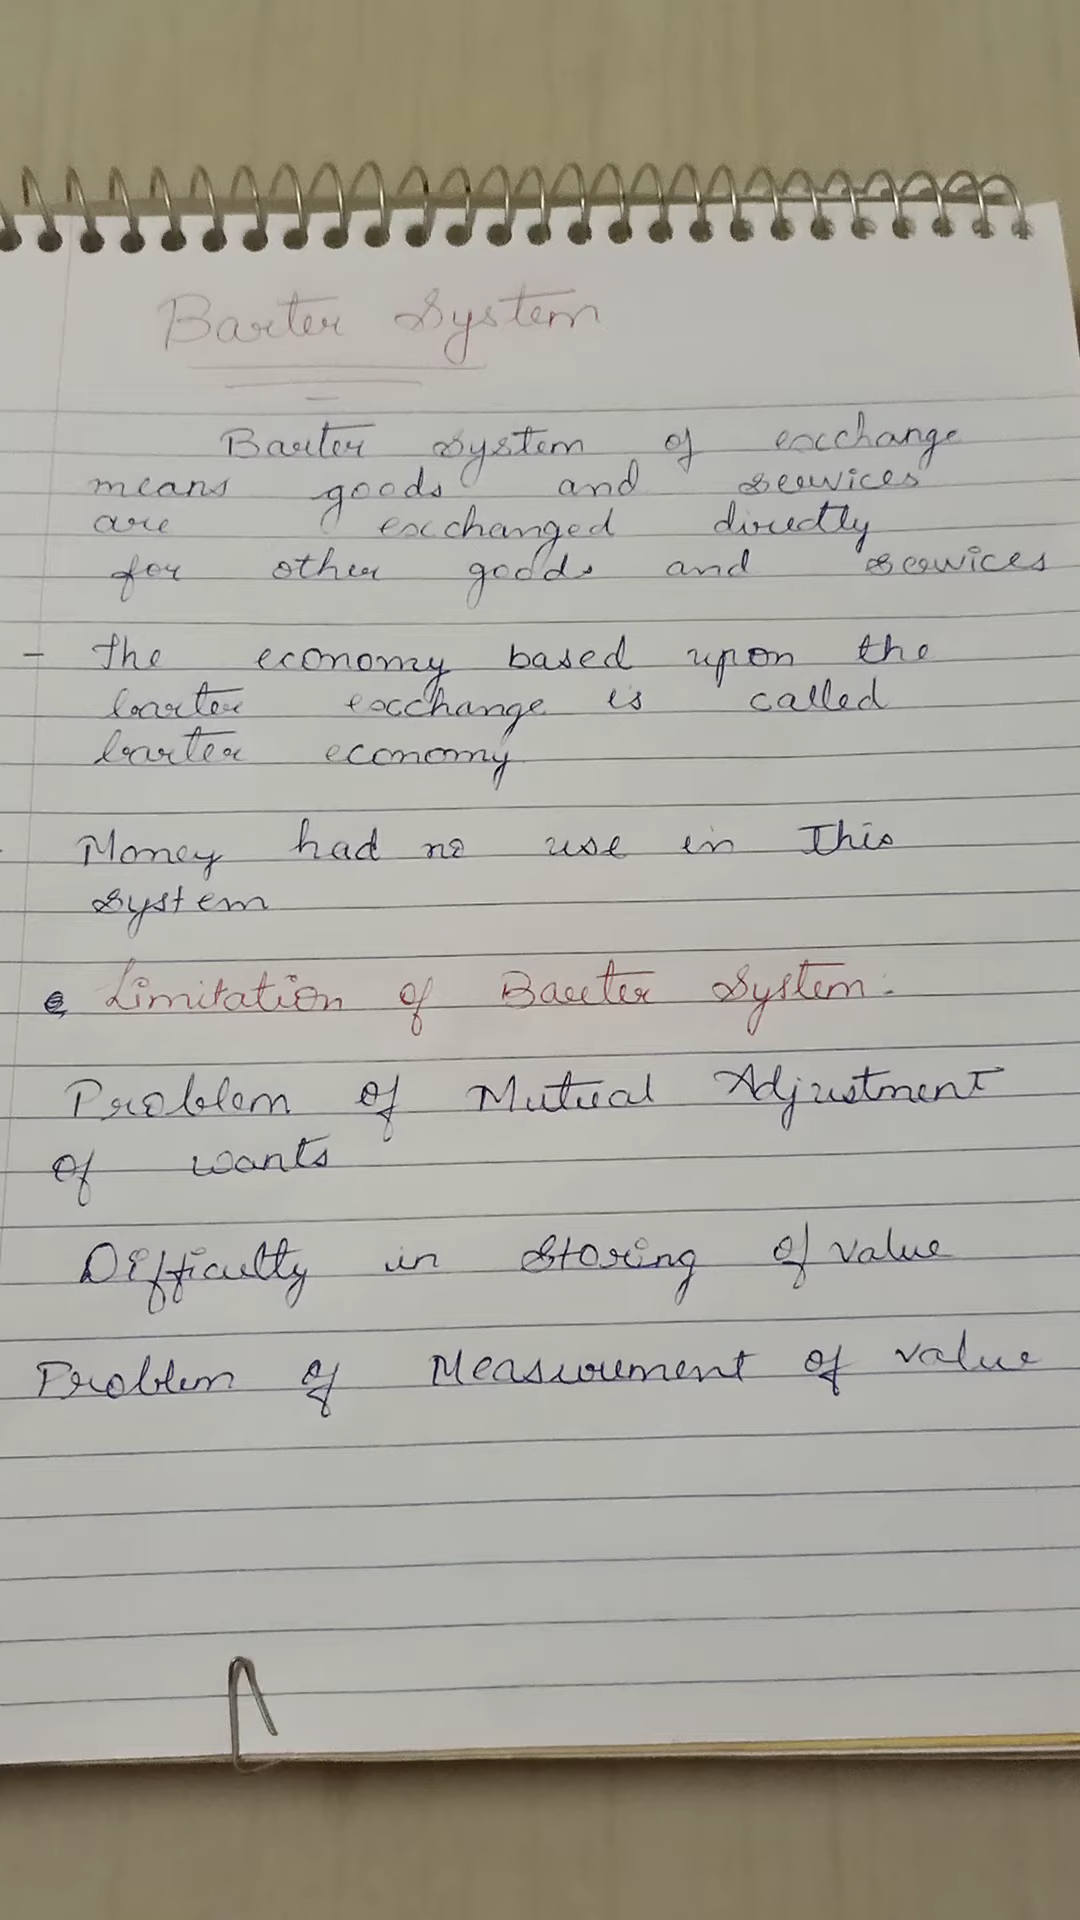 Barter System
Barter system of exchange
means goods and services
are exchanged directly
for other goods and services
- The economy based upon the
barter exchange is called
barter economy
- Money had no use in This
system
Limitation of Barter System.
Problem of Mutual Adjustment
of wants
Difficulty in Storing of value
Problem of Measurement of value